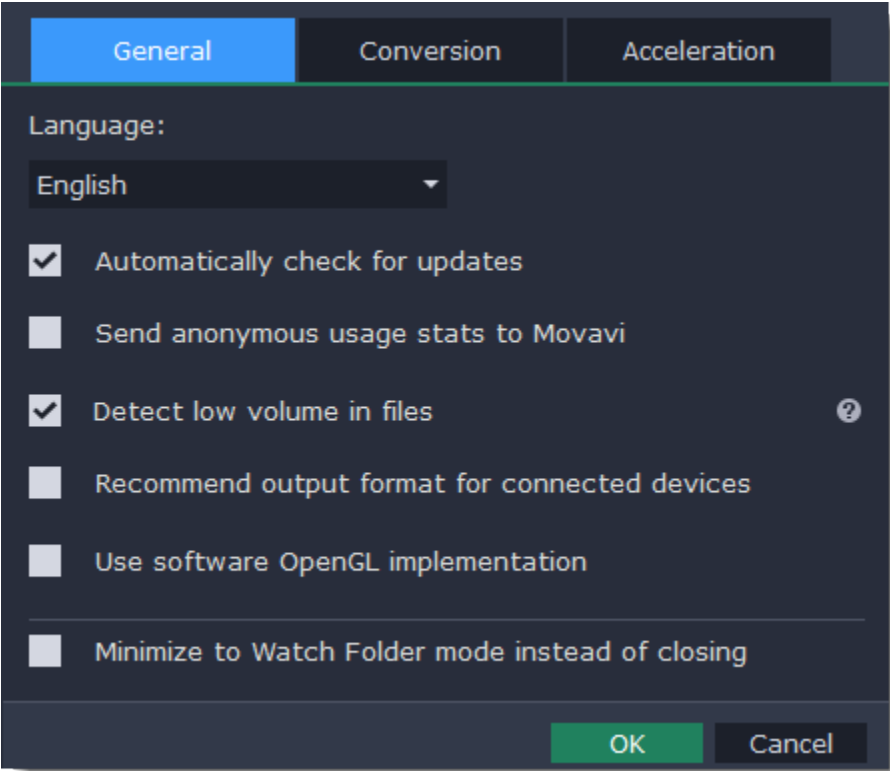 General Conversion Acceleration
Language:
English
Automatically check for updates
Send anonymous usage stats to Movavi
Detect low volume in files ?
Recommend output format for connected devices
Use software OpenGL implementation
Minimize to Watch Folder mode instead of closing
OK Cancel